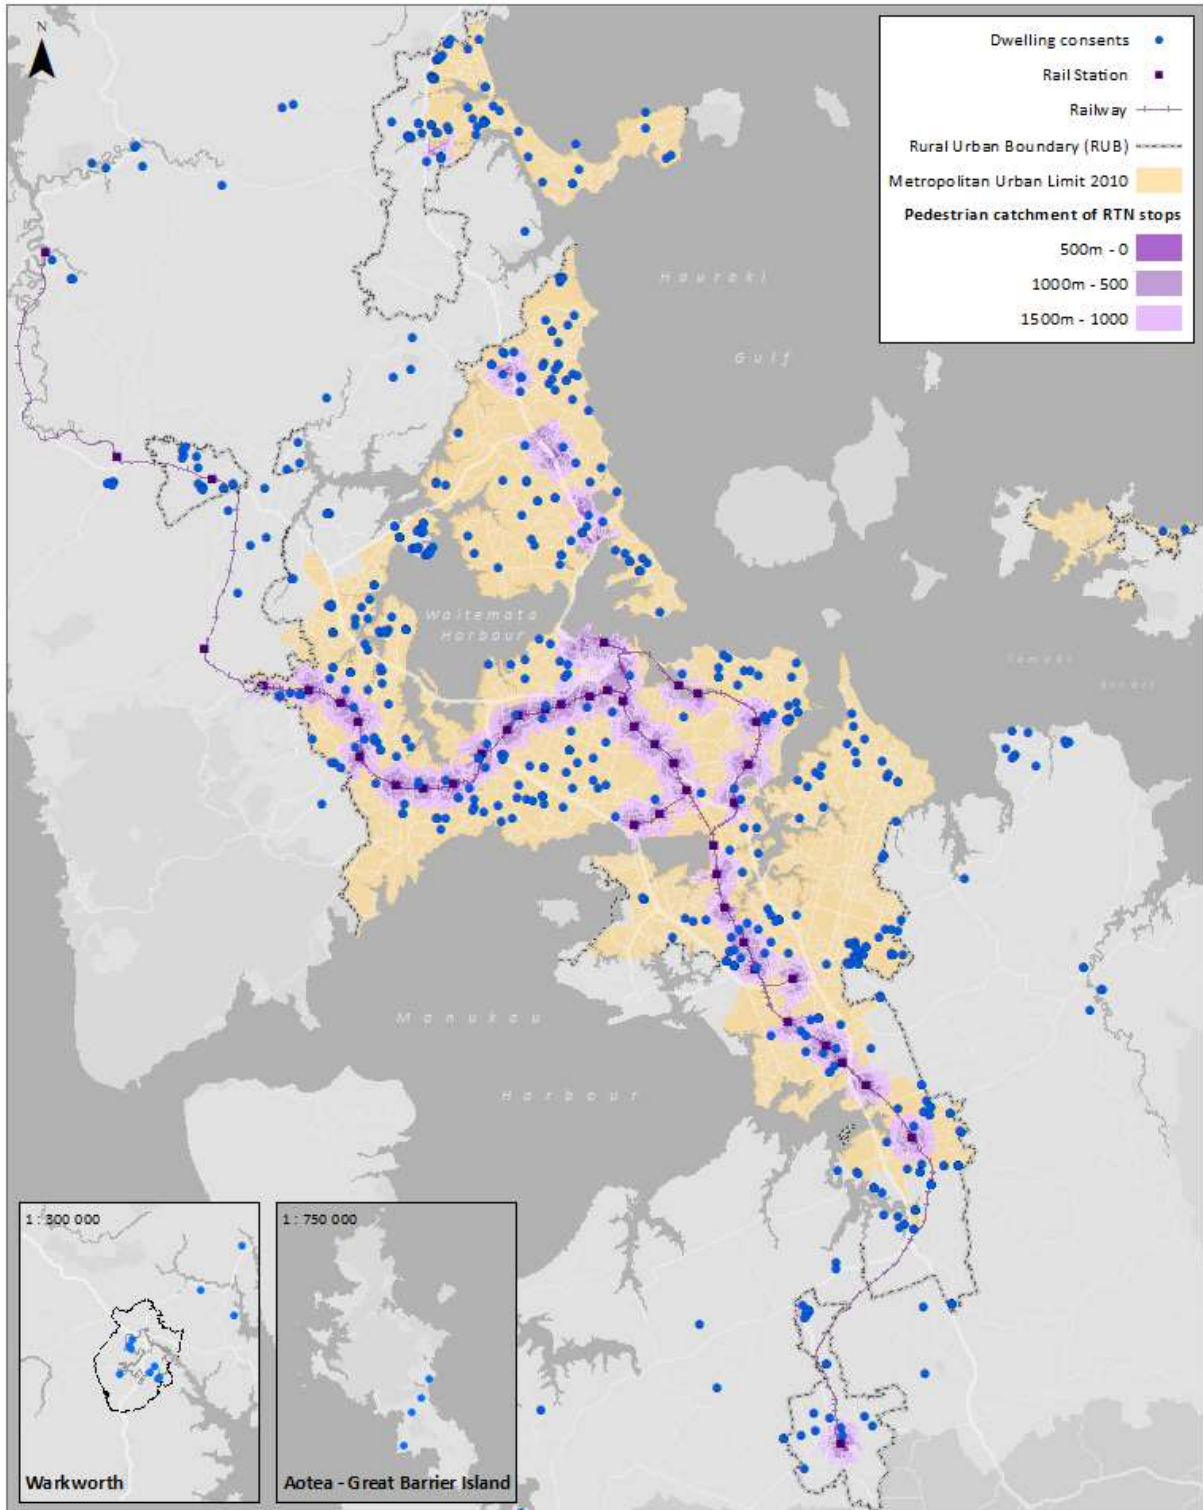 N
Dwelling consents
Rail Station
Railway
Rural Urban Boundary (RUB)
Metropolitan Urban Limit 2010
Pedestrian catchment of RTN stops
500m - 0
1000m - 500
1500m - 1000
Hauraki
Gulf
Waitemata
Harbour
Tamaki
Strait
Manukau
Harbour
1 : 300 000
Warkworth
1 : 750 000
Aotea - Great Barrier Island